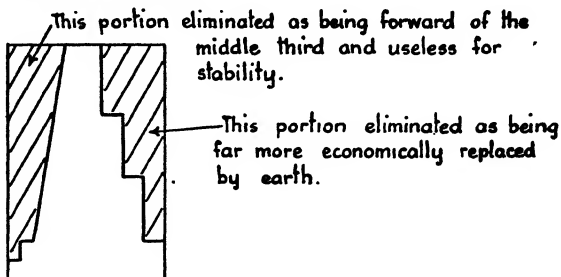 This portion eliminated as being forward of the
middle third and useless for
stability.
This portion eliminated as being
far more economically replaced
by earth.